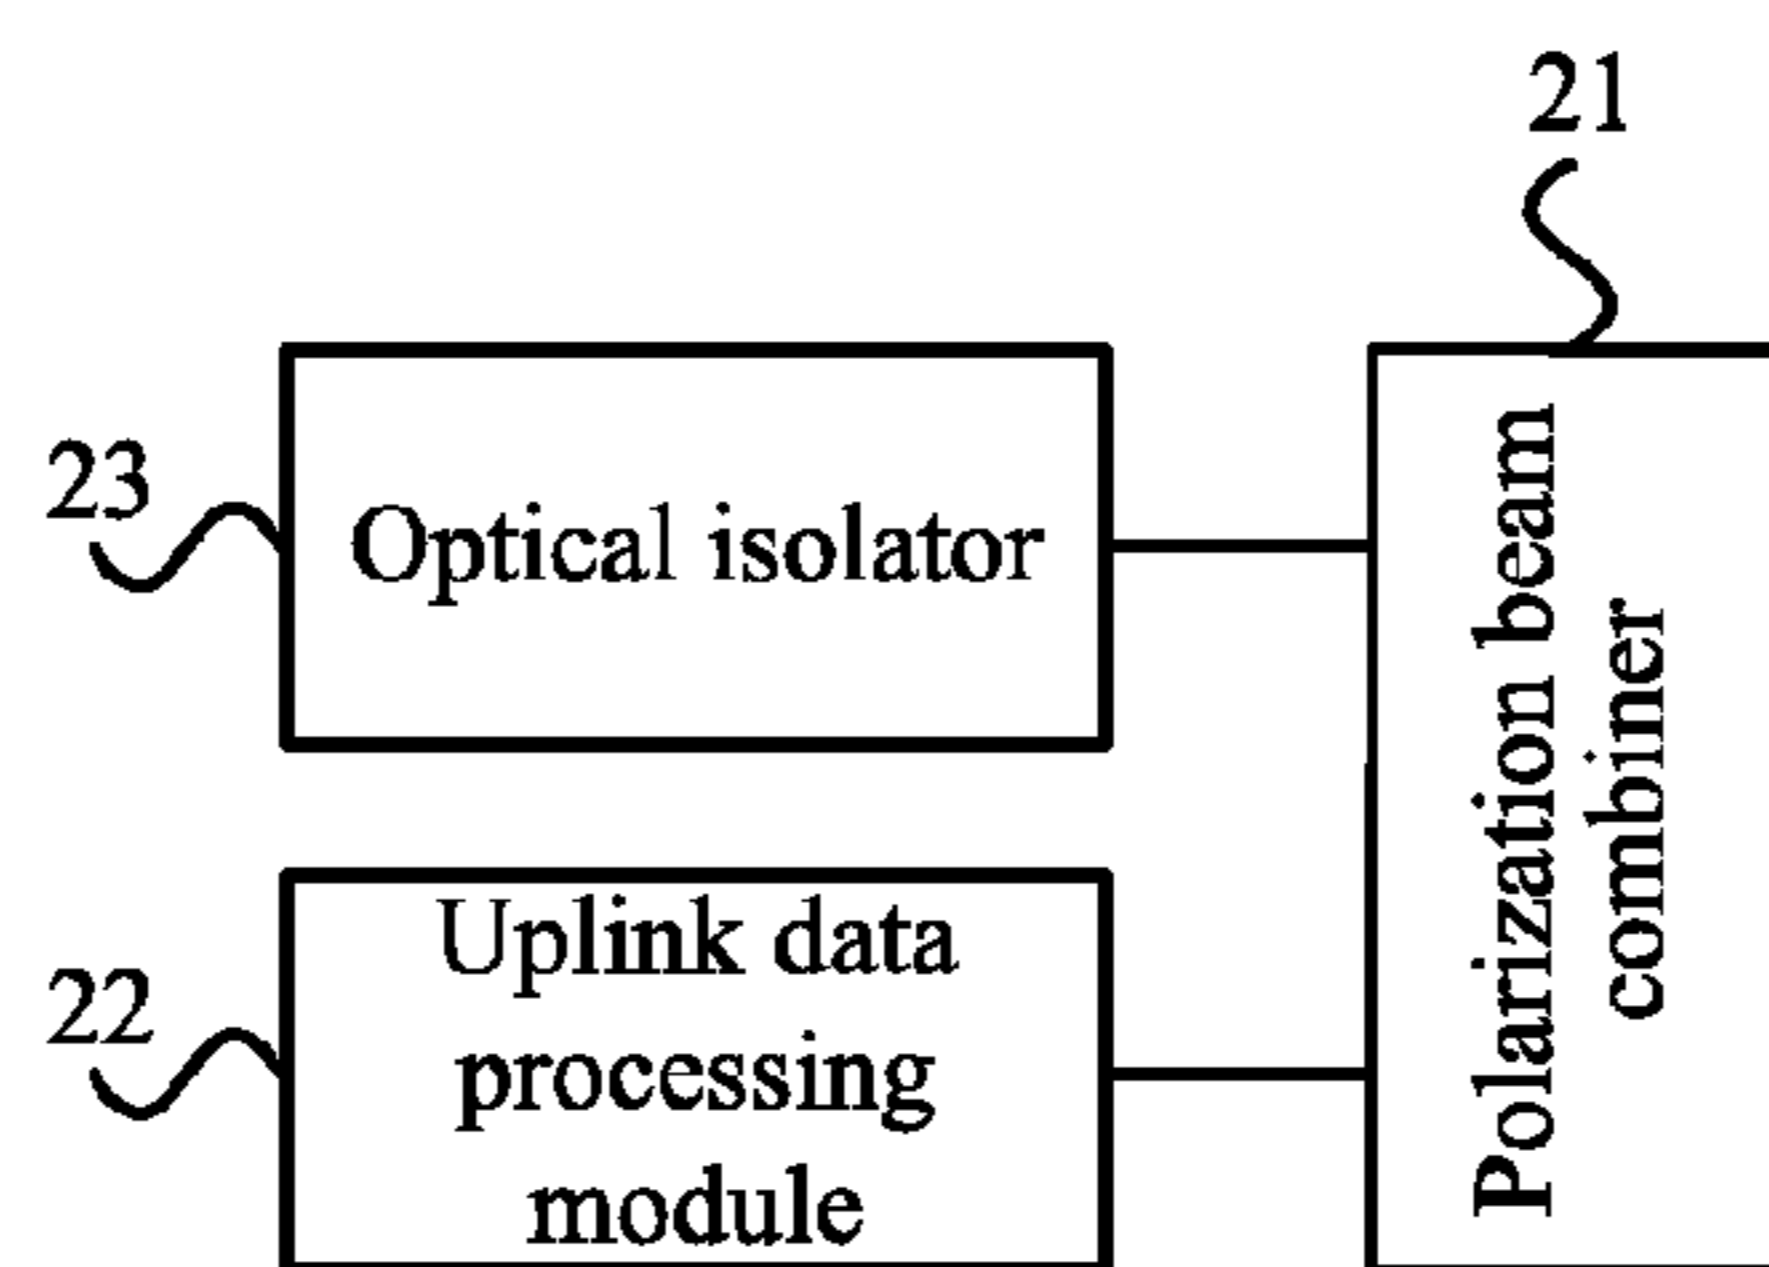 21
23
Optical isolator
Polarization beam
combiner
22
Uplink data
processing
module